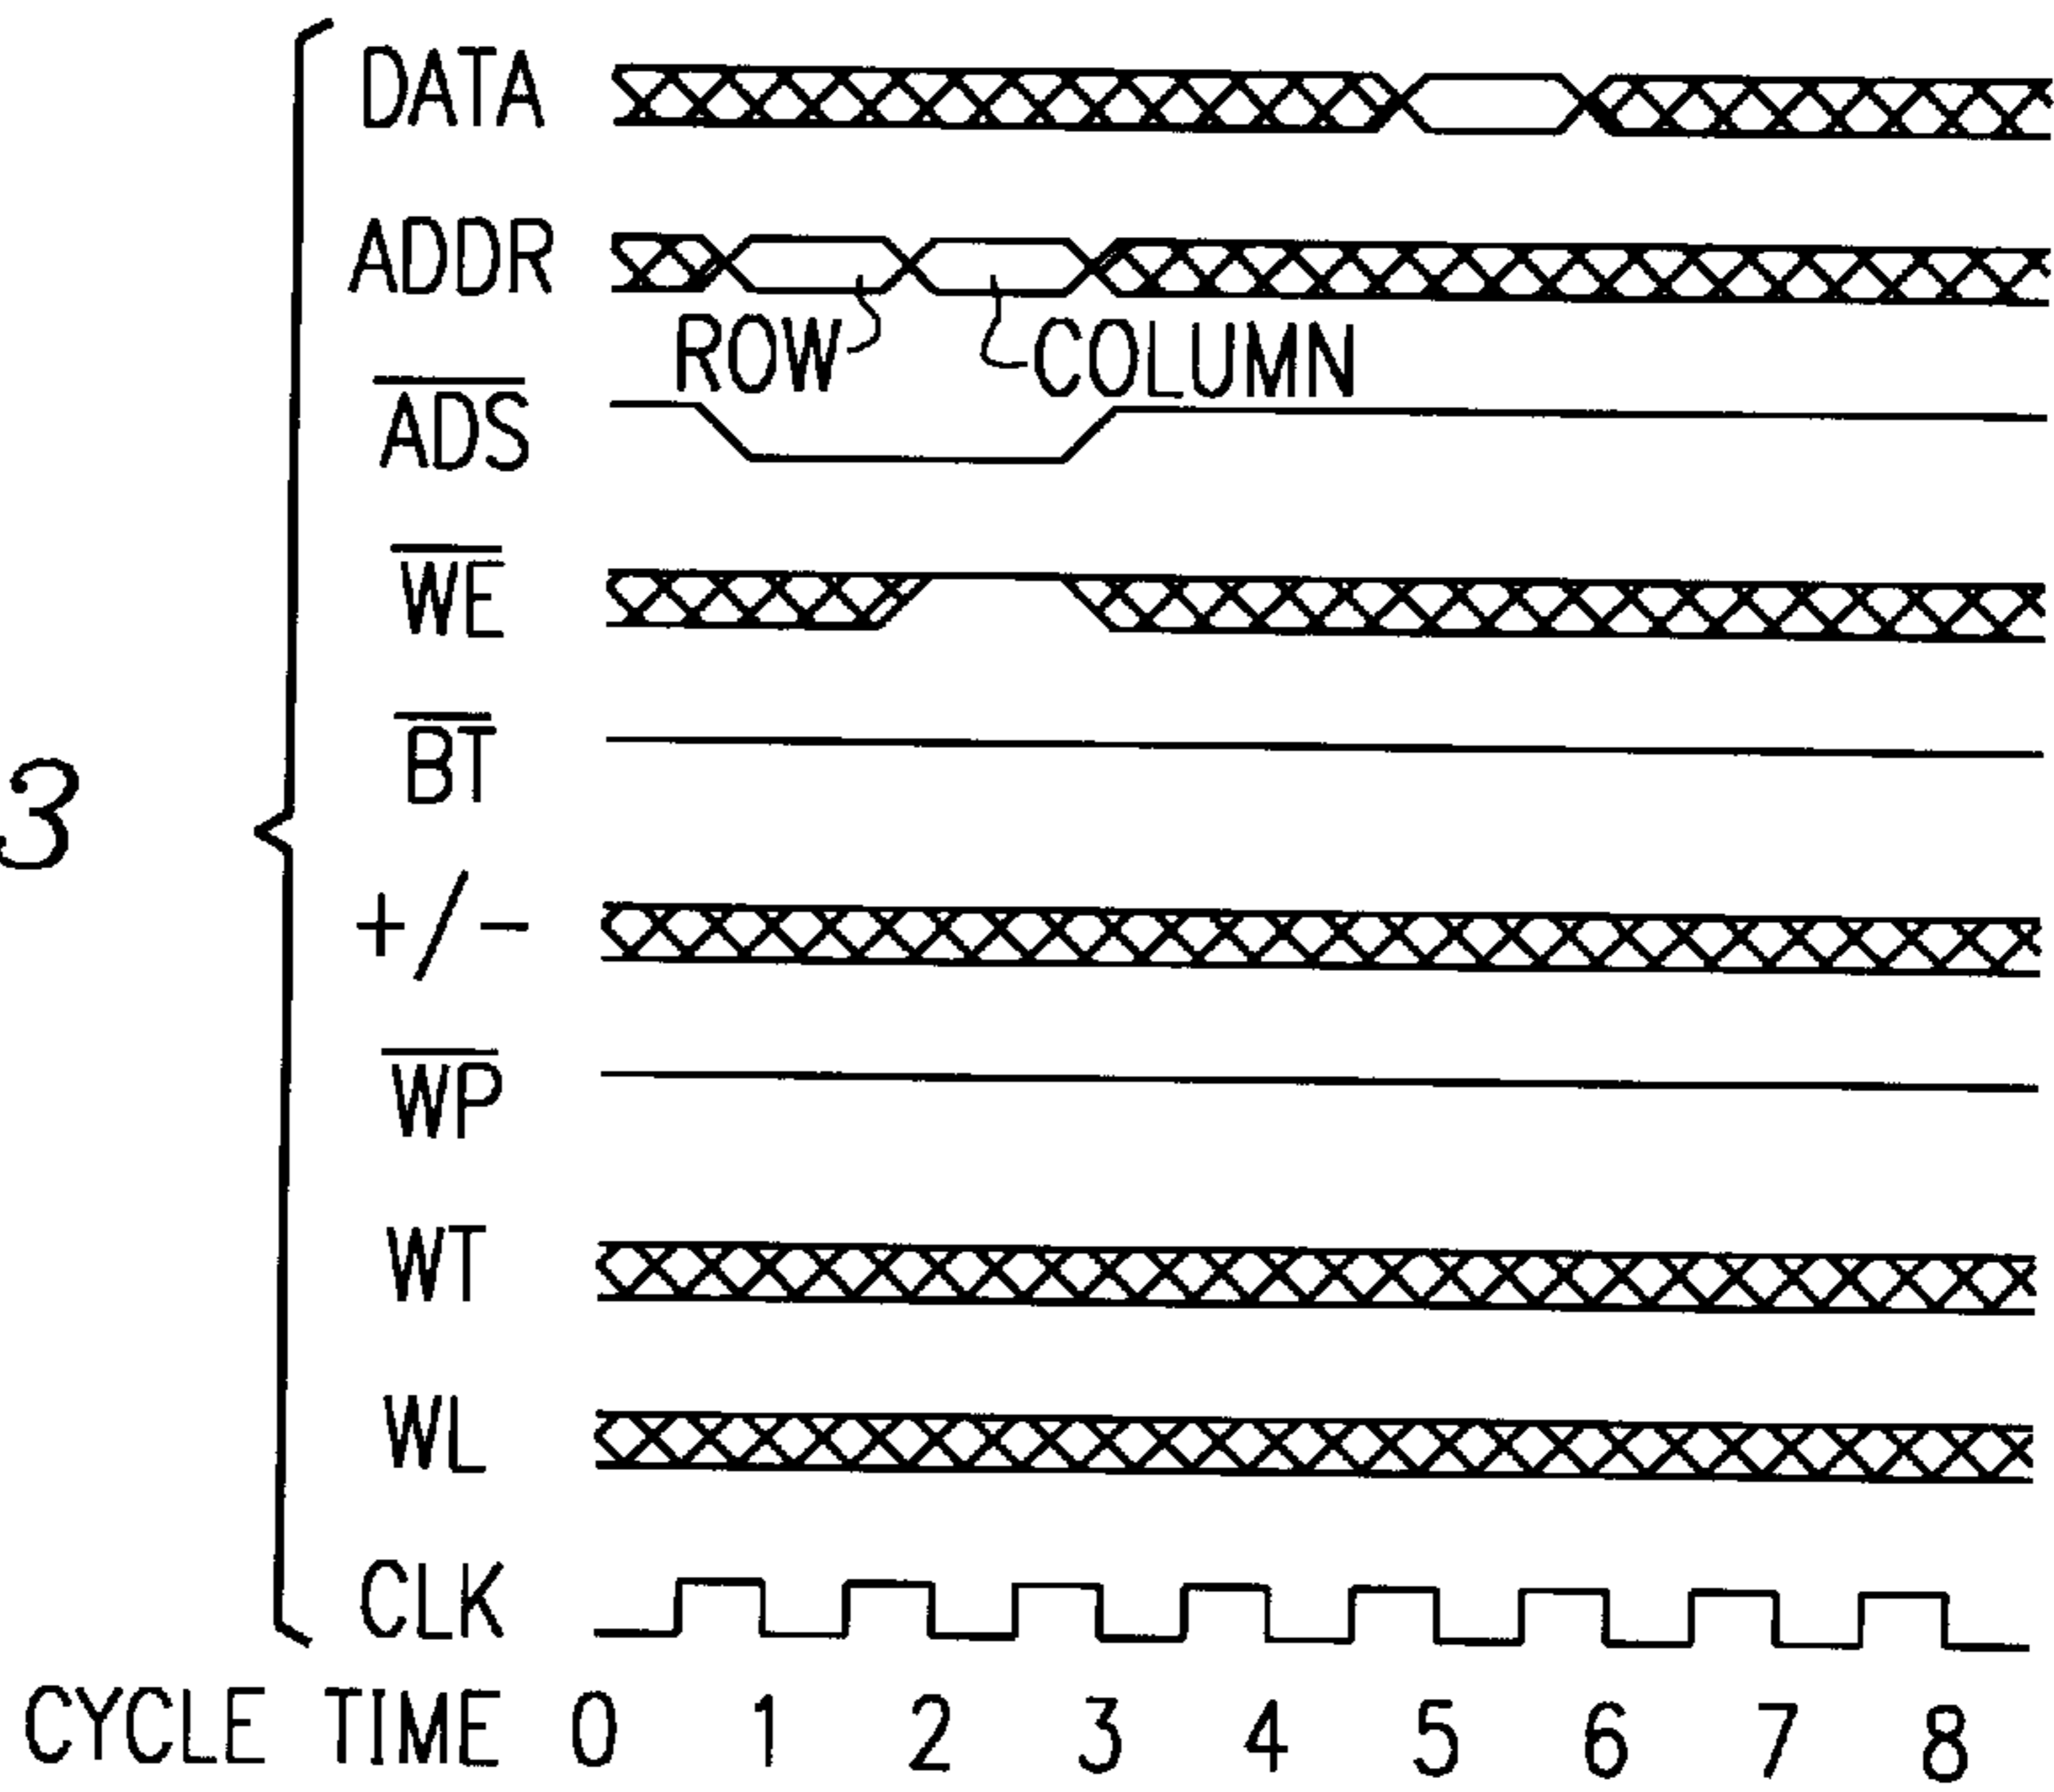 DATA
ADDR
ROW COLUMN
ADS
WE
BT
3
+/-
WP
WT
WL
CLK
CYCLE TIME 0 1 2 3 4 5 6 7 8